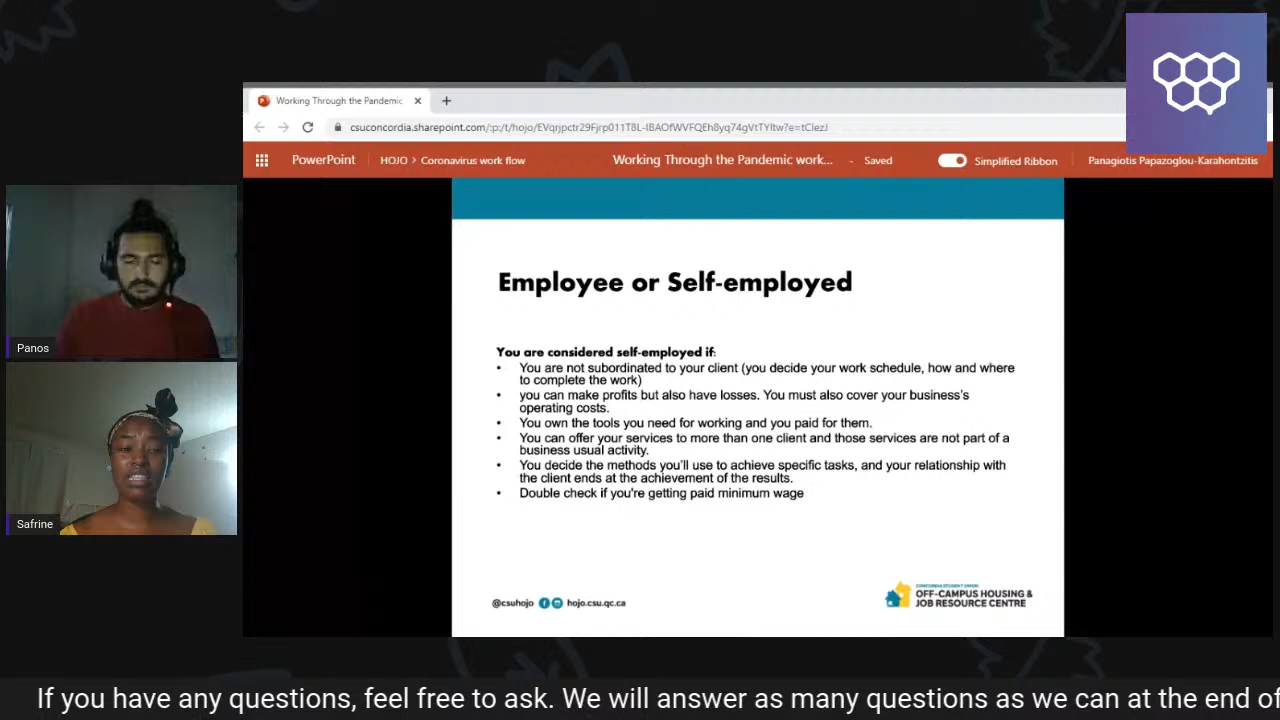 Working Through the Pandemic
csuconcordia.sharepoint.com/:p:/t/hojo/EVqrjpctr29Fjrp011T8L-IBAOfWVFQEh8yq74gVtTYltw?e=tClezJ
PowerPoint
HOJO > Coronavirus work flow
Working Through the Pandemic work... - Saved
Simplified Ribbon
Panagiotis Papazoglou-Karahontzitis
Employee or Self-employed
You are considered self-employed if:
• You are not subordinated to your client (you decide your work schedule, how and where
to complete the work)
• you can make profits but also have losses. You must also cover your business's
operating costs.
• You own the tools you need for working and you paid for them.
• You can offer your services to more than one client and those services are not part of a
business usual activity.
• You decide the methods you'll use to achieve specific tasks, and your relationship with
the client ends at the achievement of the results.
• Double check if you're getting paid minimum wage
@csuhojo hojo.csu.qc.ca
CONCORDIA STUDENT UNION
OFF-CAMPUS HOUSING &
JOB RESOURCE CENTRE
Panos
Safrine
If you have any questions, feel free to ask. We will answer as many questions as we can at the end of